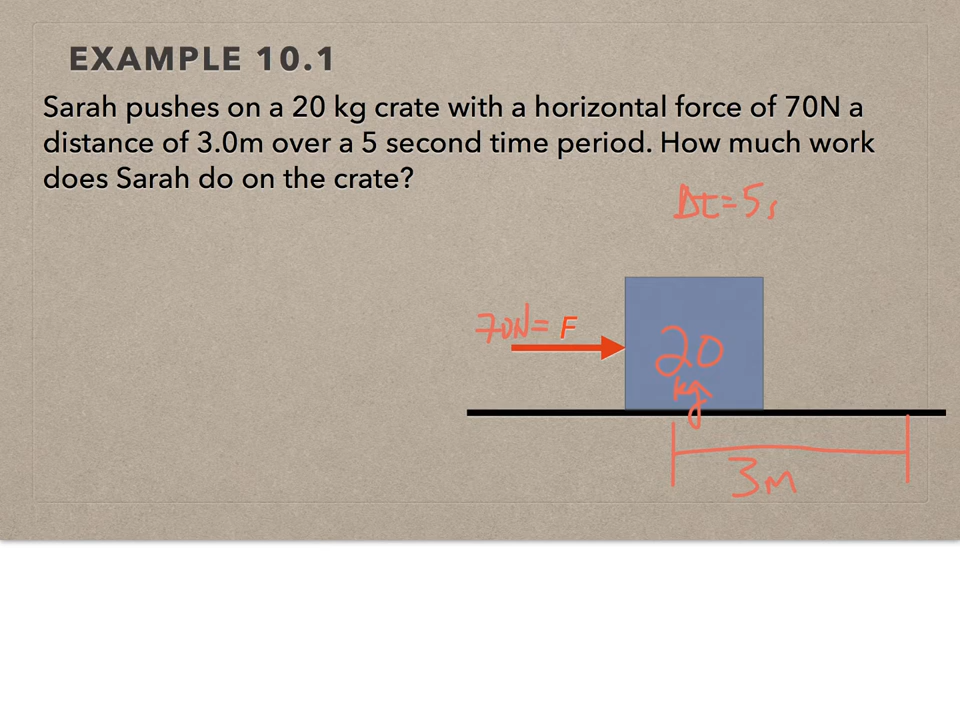 EXAMPLE 10.1
Sarah pushes on a 20 kg crate with a horizontal force of 70N a
distance of 3.0m over a 5 second time period. How much work
does Sarah do on the crate?
Δt=5s
70N= F
20
kg
3m